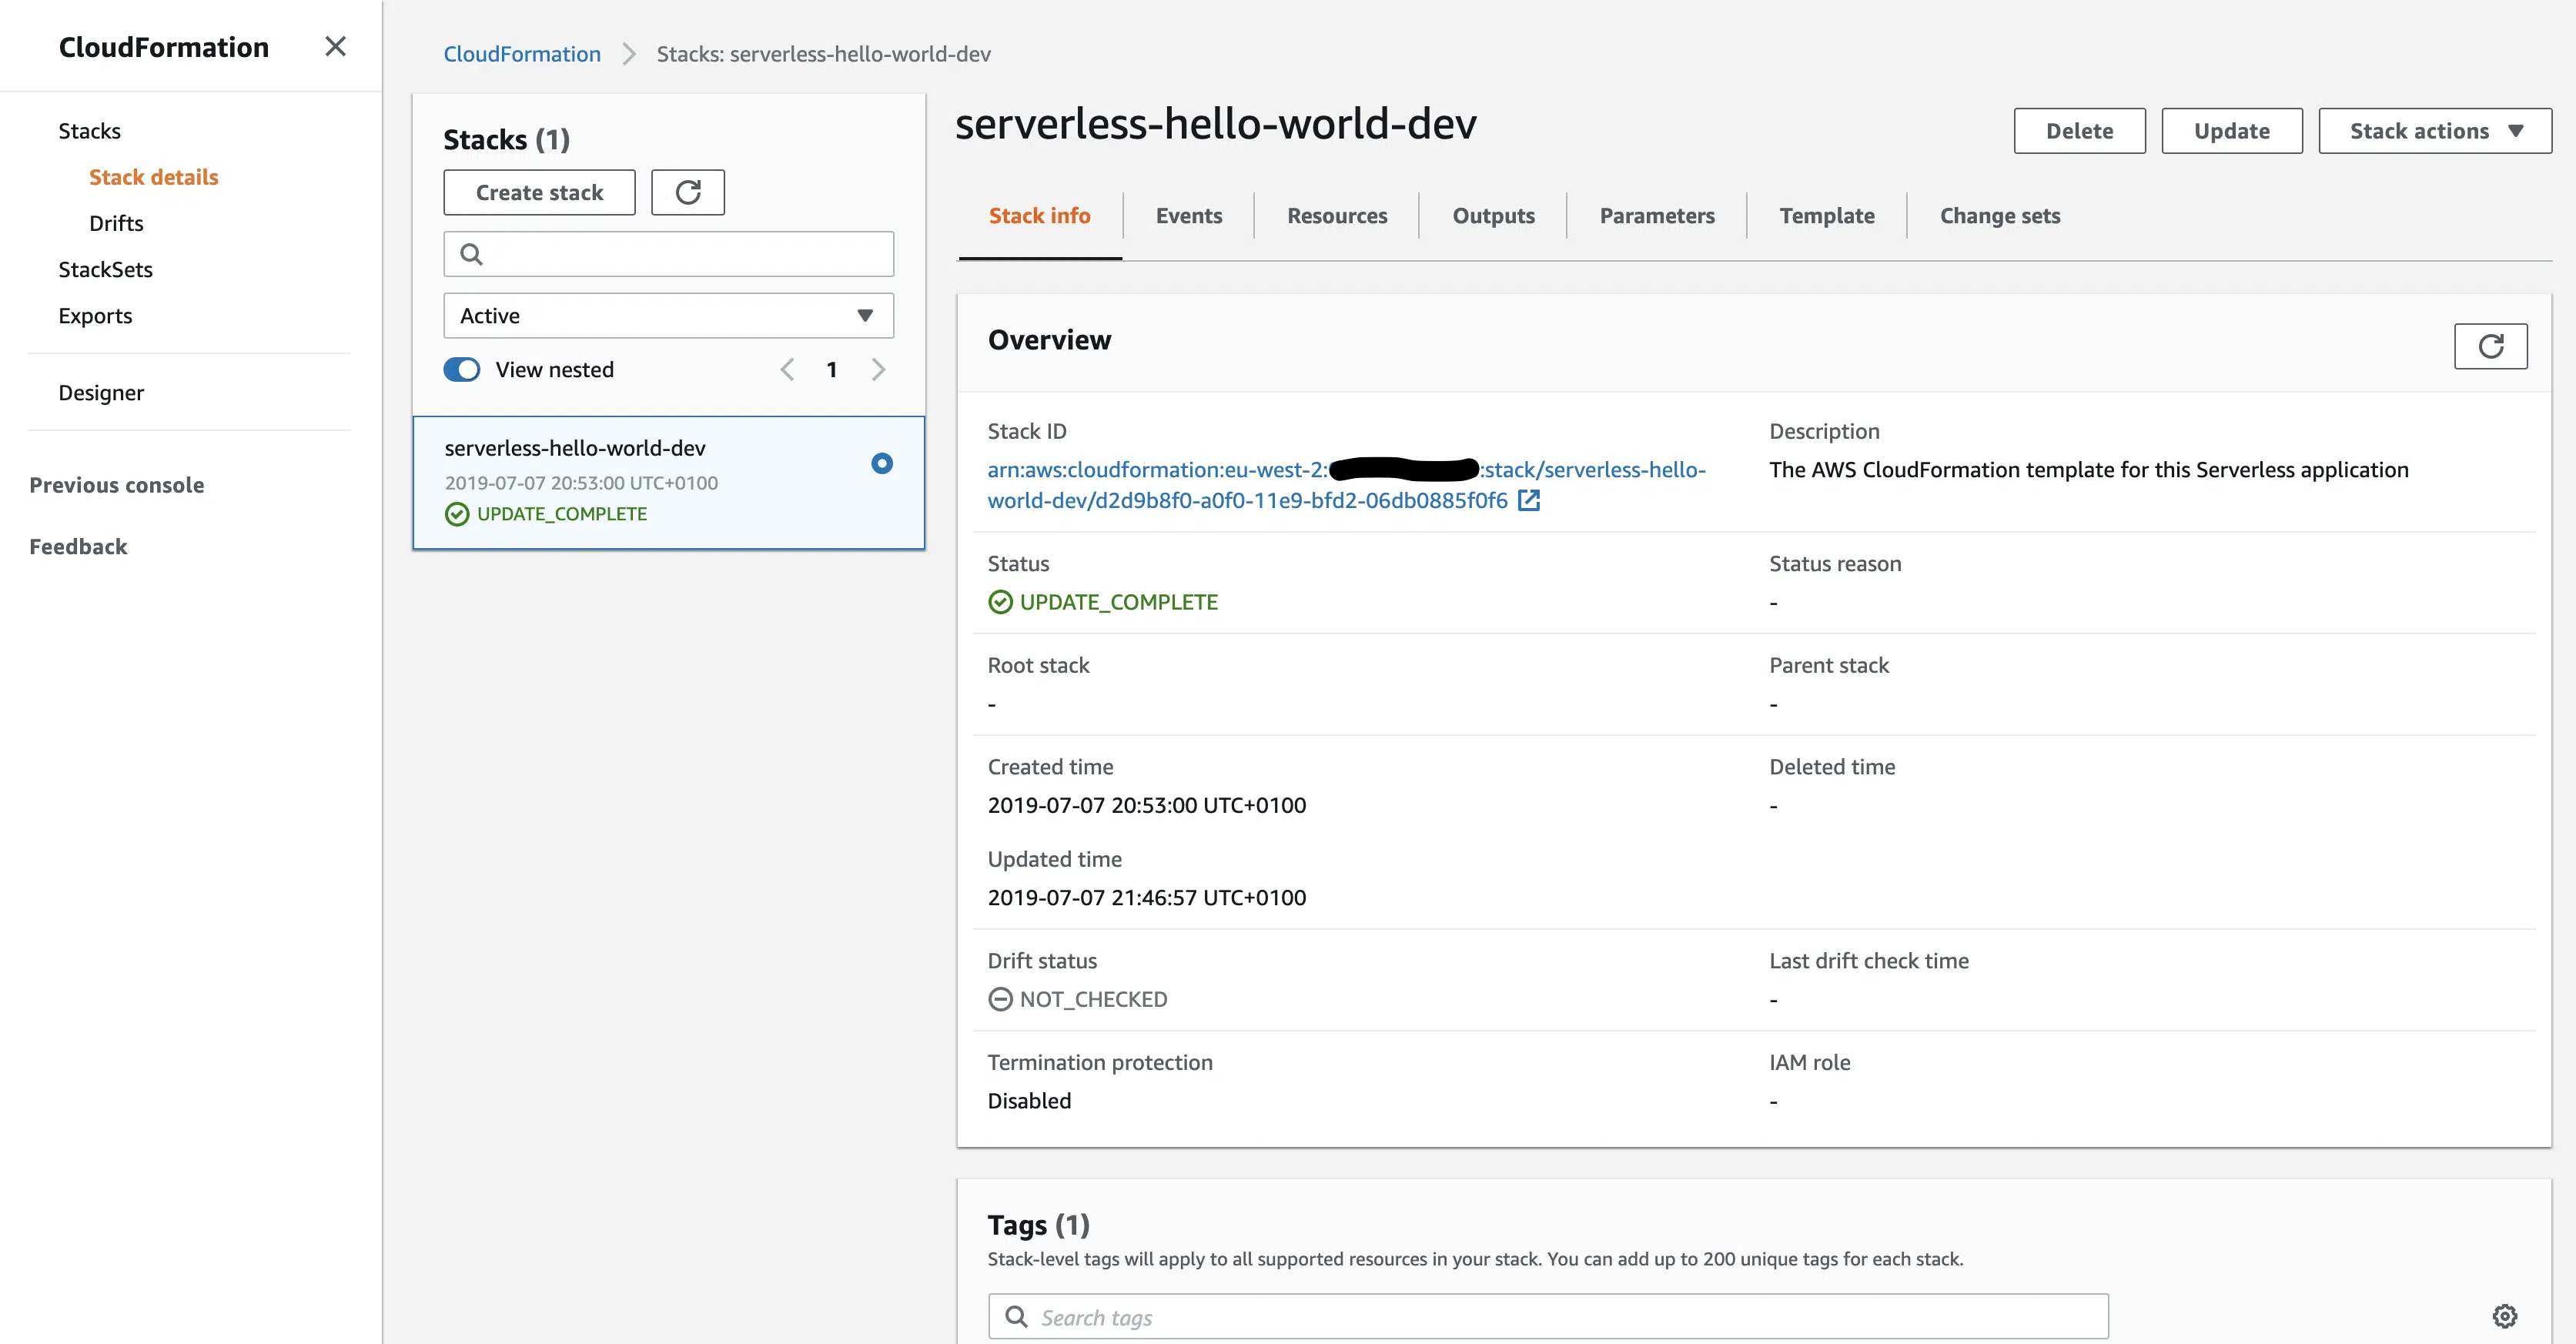 CloudFormation
Stacks
Stack details
Drifts
StackSets
Exports
Designer
Previous console
Feedback
CloudFormation
Stacks: serverless-hello-world-dev
Stacks (1)
Create stack
Active
View nested
1
serverless-hello-world-dev
2019-07-07 20:53:00 UTC+0100
UPDATE_COMPLETE
serverless-hello-world-dev
Delete
Update
Stack actions
Stack info
Events
Resources
Outputs
Parameters
Template
Change sets
Overview
Stack ID
arn:aws:cloudformation:eu-west-2: :stack/serverless-hello-
world-dev/d2d9b8f0-a0f0-11e9-bfd2-06db0885f0f6
Description
The AWS CloudFormation template for this Serverless application
Status
UPDATE_COMPLETE
Status reason
-
Root stack
-
Parent stack
-
Created time
2019-07-07 20:53:00 UTC+0100
Deleted time
-
Updated time
2019-07-07 21:46:57 UTC+0100
Drift status
NOT_CHECKED
Last drift check time
-
Termination protection
Disabled
IAM role
-
Tags (1)
Stack-level tags will apply to all supported resources in your stack. You can add up to 200 unique tags for each stack.
Search tags